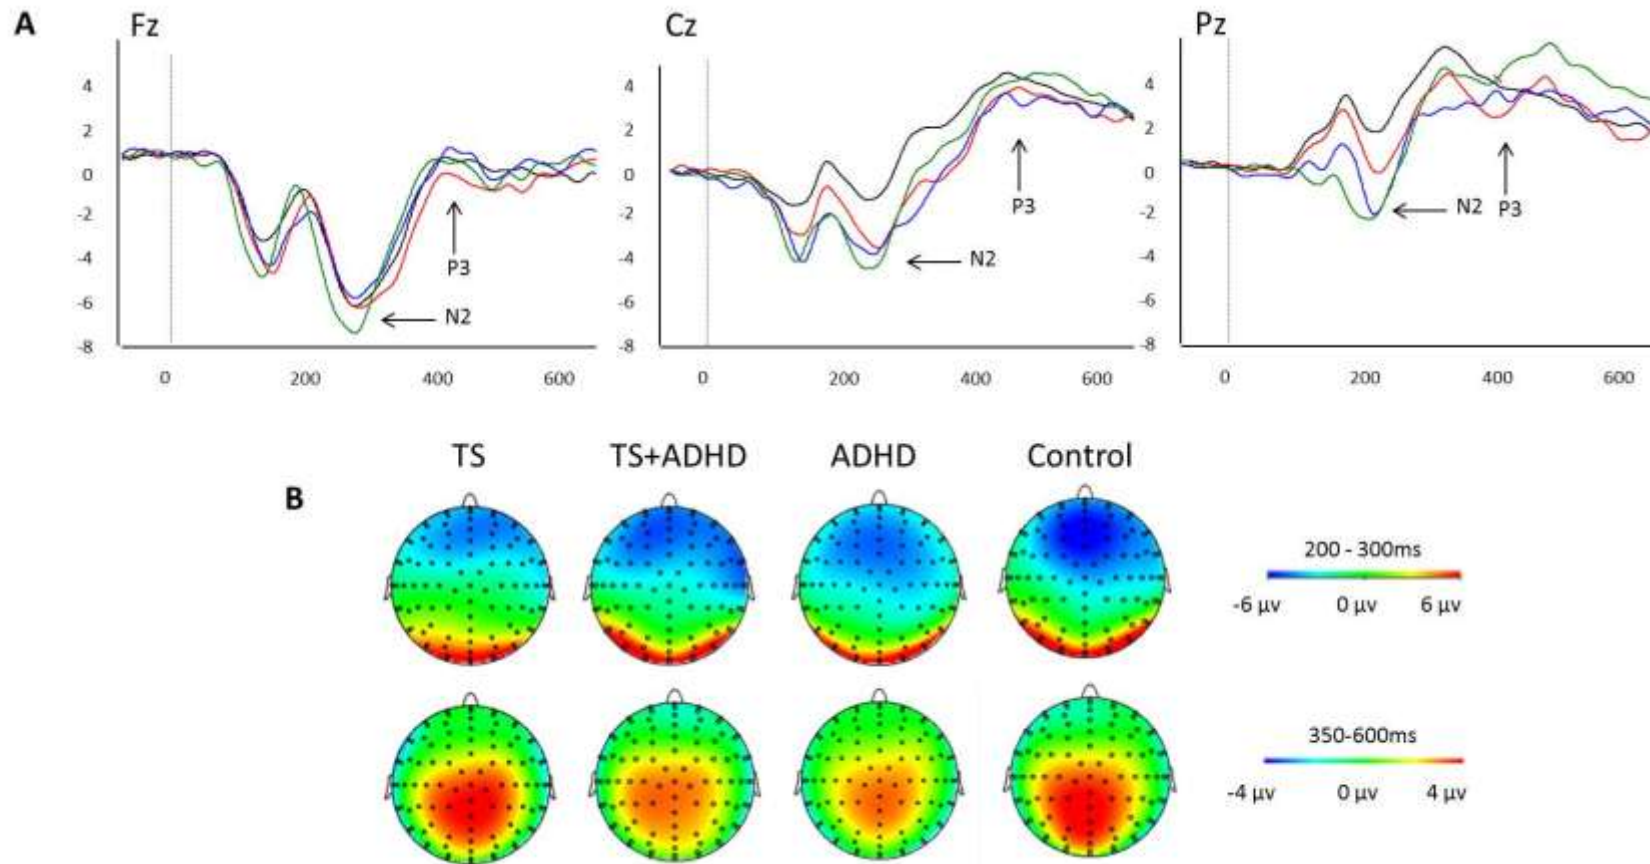 A
Fz
Cz
Pz
4
2
0
-2
-4
-6
-8
P3
N2
0 200 400 600
4
2
0
-2
-4
-6
-8
P3
N2
0 200 400 600
4
2
0
-2
-4
-6
-8
N2 P3
0 200 400 600
B
TS TS+ADHD ADHD Control
200 - 300ms
-6 µv 0 µv 6 µv
350-600ms
-4 µv 0 µv 4 µv